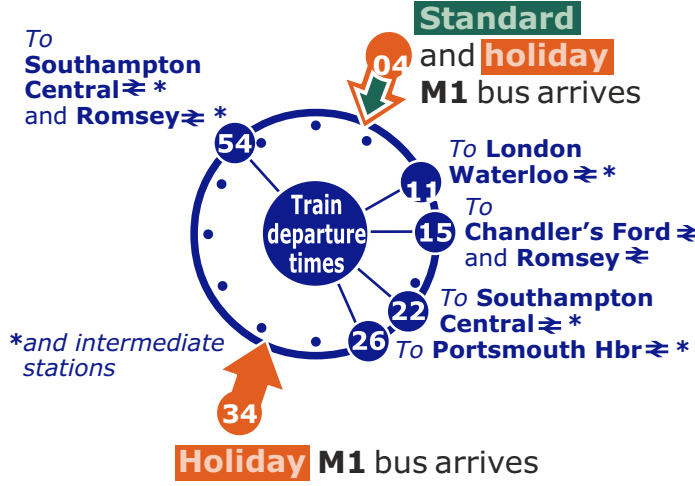 Standard
and holiday
M1 bus arrives
04
To
Southampton
Central *
and Romsey *
54
To London
Waterloo *
11
To
Chandler's Ford
and Romsey
15
Train
departure
times
To Southampton
Central *
22
To Portsmouth Hbr *
26
*and intermediate
stations
34
Holiday M1 bus arrives